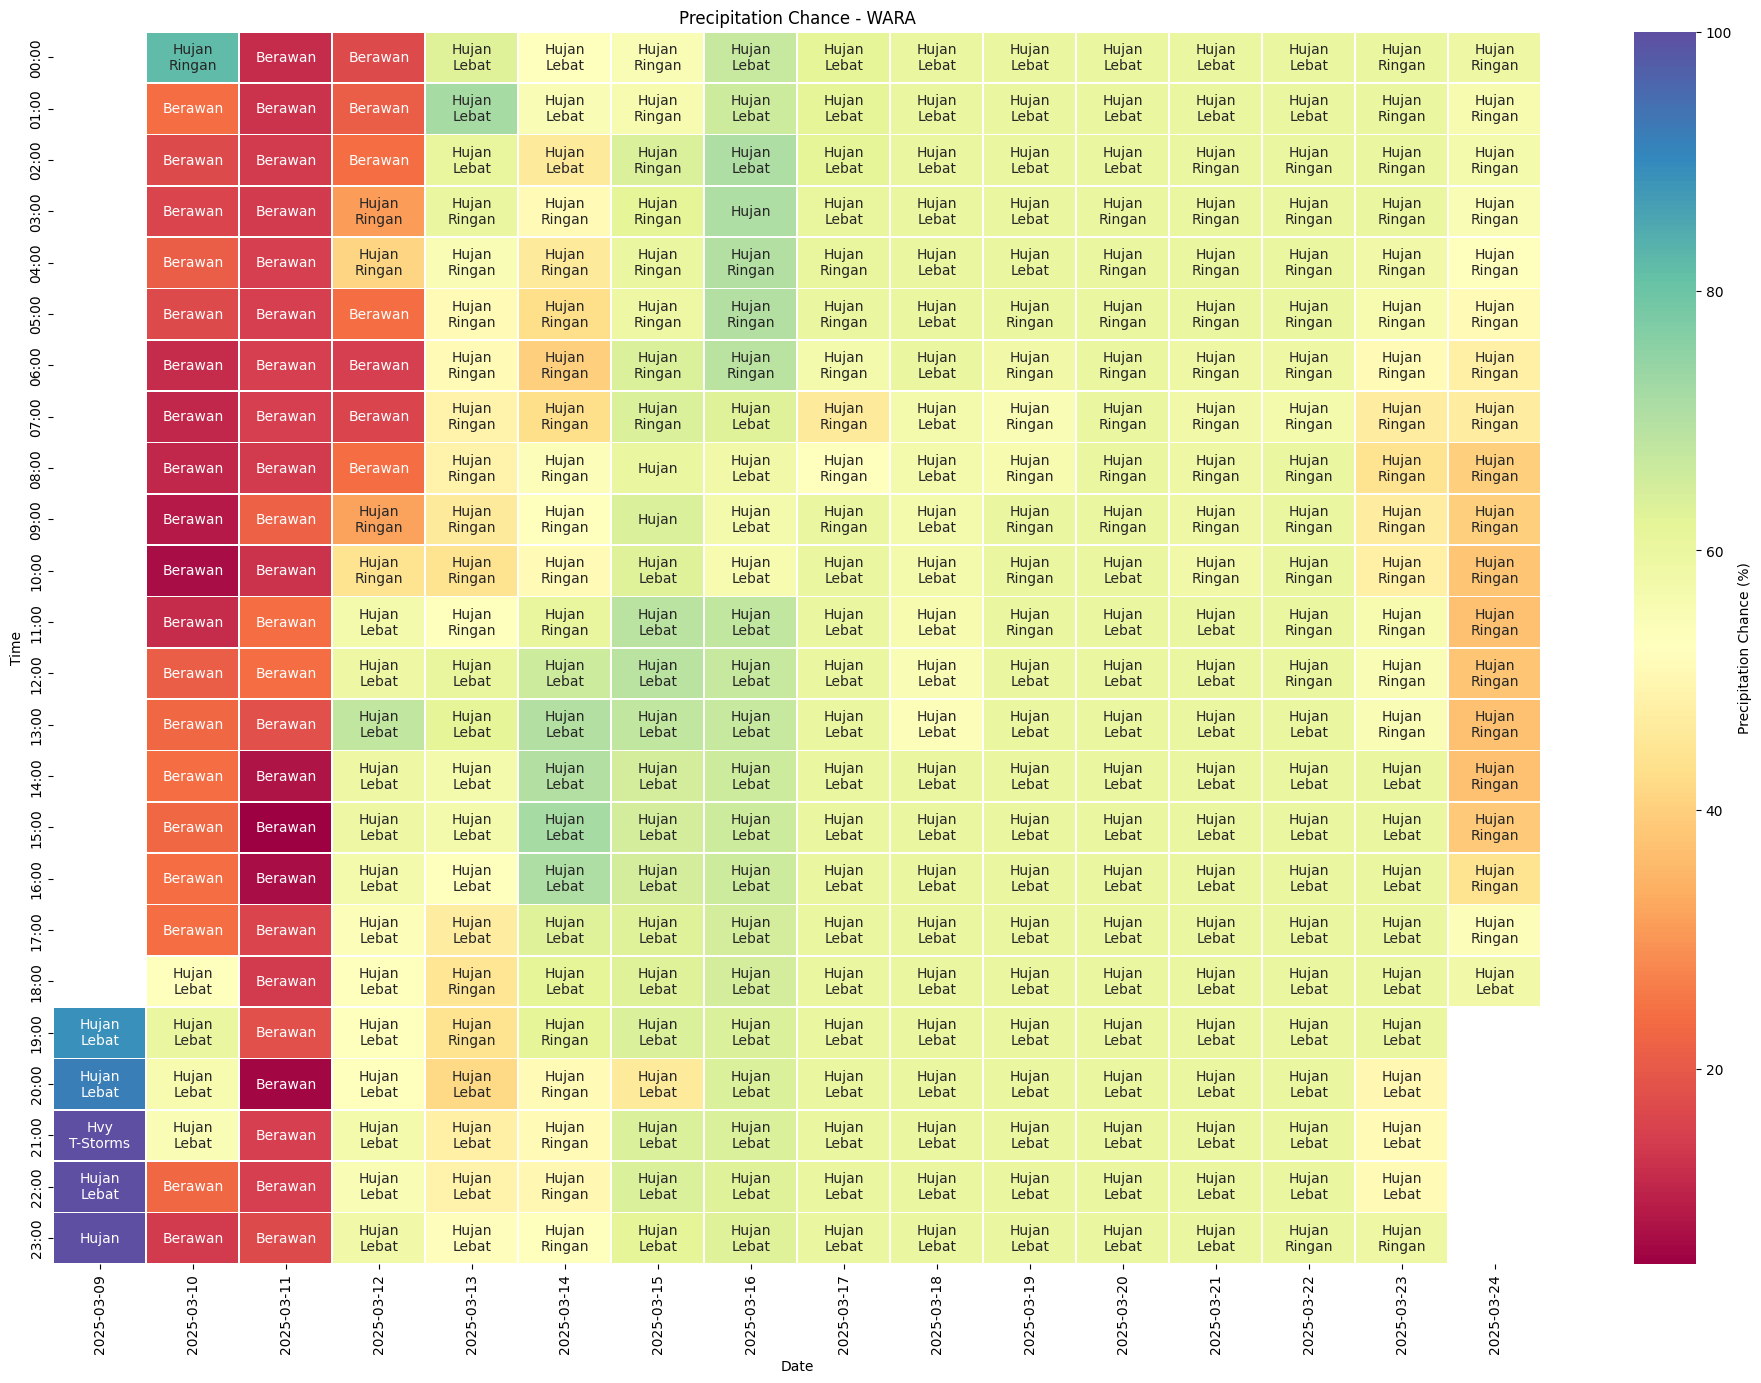 Precipitation Chance - WARA
00:00 Hujan Ringan Berawan Berawan Hujan Lebat Hujan Lebat Hujan Ringan Hujan Lebat Hujan Lebat Hujan Lebat Hujan Lebat Hujan Lebat Hujan Lebat Hujan Lebat Hujan Ringan Hujan Ringan
01:00 Berawan Berawan Berawan Hujan Lebat Hujan Lebat Hujan Ringan Hujan Lebat Hujan Lebat Hujan Lebat Hujan Lebat Hujan Lebat Hujan Lebat Hujan Lebat Hujan Ringan Hujan Ringan
02:00 Berawan Berawan Berawan Hujan Lebat Hujan Lebat Hujan Ringan Hujan Lebat Hujan Lebat Hujan Lebat Hujan Lebat Hujan Lebat Hujan Ringan Hujan Ringan Hujan Ringan Hujan Ringan
03:00 Berawan Berawan Hujan Ringan Hujan Ringan Hujan Ringan Hujan Ringan Hujan Hujan Lebat Hujan Lebat Hujan Lebat Hujan Ringan Hujan Ringan Hujan Ringan Hujan Ringan Hujan Ringan
04:00 Berawan Berawan Hujan Ringan Hujan Ringan Hujan Ringan Hujan Ringan Hujan Ringan Hujan Ringan Hujan Lebat Hujan Lebat Hujan Ringan Hujan Ringan Hujan Ringan Hujan Ringan Hujan Ringan
05:00 Berawan Berawan Berawan Hujan Ringan Hujan Ringan Hujan Ringan Hujan Ringan Hujan Ringan Hujan Lebat Hujan Ringan Hujan Ringan Hujan Ringan Hujan Ringan Hujan Ringan Hujan Ringan
06:00 Berawan Berawan Berawan Hujan Ringan Hujan Ringan Hujan Ringan Hujan Ringan Hujan Ringan Hujan Lebat Hujan Ringan Hujan Ringan Hujan Ringan Hujan Ringan Hujan Ringan Hujan Ringan
07:00 Berawan Berawan Berawan Hujan Ringan Hujan Ringan Hujan Ringan Hujan Lebat Hujan Ringan Hujan Lebat Hujan Ringan Hujan Ringan Hujan Ringan Hujan Ringan Hujan Ringan Hujan Ringan
08:00 Berawan Berawan Berawan Hujan Ringan Hujan Ringan Hujan Hujan Lebat Hujan Ringan Hujan Lebat Hujan Ringan Hujan Ringan Hujan Ringan Hujan Ringan Hujan Ringan Hujan Ringan
09:00 Berawan Berawan Hujan Ringan Hujan Ringan Hujan Ringan Hujan Hujan Lebat Hujan Ringan Hujan Lebat Hujan Ringan Hujan Ringan Hujan Ringan Hujan Ringan Hujan Ringan Hujan Ringan
10:00 Berawan Berawan Hujan Ringan Hujan Ringan Hujan Ringan Hujan Lebat Hujan Lebat Hujan Lebat Hujan Lebat Hujan Ringan Hujan Lebat Hujan Ringan Hujan Ringan Hujan Ringan Hujan Ringan
11:00 Berawan Berawan Hujan Lebat Hujan Ringan Hujan Ringan Hujan Lebat Hujan Lebat Hujan Lebat Hujan Lebat Hujan Ringan Hujan Lebat Hujan Lebat Hujan Ringan Hujan Ringan Hujan Ringan
12:00 Berawan Berawan Hujan Lebat Hujan Lebat Hujan Lebat Hujan Lebat Hujan Lebat Hujan Lebat Hujan Lebat Hujan Lebat Hujan Lebat Hujan Lebat Hujan Ringan Hujan Ringan Hujan Ringan
13:00 Berawan Berawan Hujan Lebat Hujan Lebat Hujan Lebat Hujan Lebat Hujan Lebat Hujan Lebat Hujan Lebat Hujan Lebat Hujan Lebat Hujan Lebat Hujan Lebat Hujan Ringan Hujan Ringan
14:00 Berawan Berawan Hujan Lebat Hujan Lebat Hujan Lebat Hujan Lebat Hujan Lebat Hujan Lebat Hujan Lebat Hujan Lebat Hujan Lebat Hujan Lebat Hujan Lebat Hujan Lebat Hujan Ringan
15:00 Berawan Berawan Hujan Lebat Hujan Lebat Hujan Lebat Hujan Lebat Hujan Lebat Hujan Lebat Hujan Lebat Hujan Lebat Hujan Lebat Hujan Lebat Hujan Lebat Hujan Lebat Hujan Ringan
16:00 Berawan Berawan Hujan Lebat Hujan Lebat Hujan Lebat Hujan Lebat Hujan Lebat Hujan Lebat Hujan Lebat Hujan Lebat Hujan Lebat Hujan Lebat Hujan Lebat Hujan Lebat Hujan Ringan
17:00 Berawan Berawan Hujan Lebat Hujan Lebat Hujan Lebat Hujan Lebat Hujan Lebat Hujan Lebat Hujan Lebat Hujan Lebat Hujan Lebat Hujan Lebat Hujan Lebat Hujan Lebat Hujan Ringan
18:00 Hujan Lebat Berawan Hujan Lebat Hujan Ringan Hujan Lebat Hujan Lebat Hujan Lebat Hujan Lebat Hujan Lebat Hujan Lebat Hujan Lebat Hujan Lebat Hujan Lebat Hujan Lebat Hujan Lebat
19:00 Hujan Lebat Hujan Lebat Berawan Hujan Lebat Hujan Ringan Hujan Ringan Hujan Lebat Hujan Lebat Hujan Lebat Hujan Lebat Hujan Lebat Hujan Lebat Hujan Lebat Hujan Lebat Hujan Lebat
20:00 Hujan Lebat Hujan Lebat Berawan Hujan Lebat Hujan Lebat Hujan Ringan Hujan Lebat Hujan Lebat Hujan Lebat Hujan Lebat Hujan Lebat Hujan Lebat Hujan Lebat Hujan Lebat Hujan Lebat
21:00 Hvy T-Storms Hujan Lebat Berawan Hujan Lebat Hujan Lebat Hujan Ringan Hujan Lebat Hujan Lebat Hujan Lebat Hujan Lebat Hujan Lebat Hujan Lebat Hujan Lebat Hujan Lebat Hujan Lebat
22:00 Hujan Lebat Berawan Berawan Hujan Lebat Hujan Lebat Hujan Ringan Hujan Lebat Hujan Lebat Hujan Lebat Hujan Lebat Hujan Lebat Hujan Lebat Hujan Lebat Hujan Lebat Hujan Lebat
23:00 Hujan Berawan Berawan Hujan Lebat Hujan Lebat Hujan Ringan Hujan Lebat Hujan Lebat Hujan Lebat Hujan Lebat Hujan Lebat Hujan Lebat Hujan Lebat Hujan Ringan Hujan Ringan
Time
2025-03-09 2025-03-10 2025-03-11 2025-03-12 2025-03-13 2025-03-14 2025-03-15 2025-03-16 2025-03-17 2025-03-18 2025-03-19 2025-03-20 2025-03-21 2025-03-22 2025-03-23 2025-03-24
Date
100
80
60
40
20
Precipitation Chance (%)